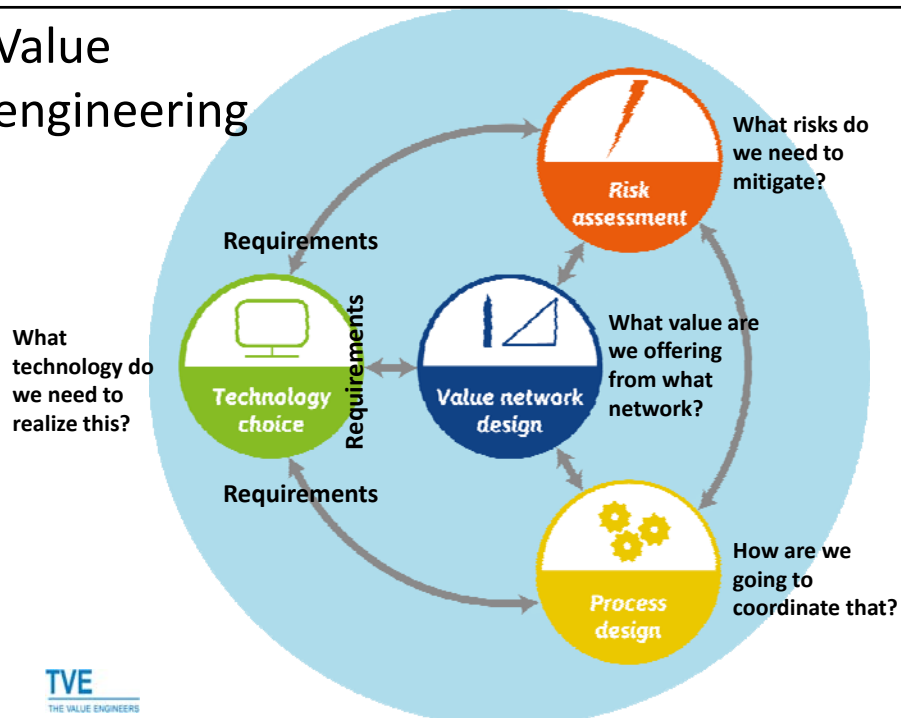 Value
engineering
What risks do
we need to
mitigate?
Risk
assessment
Requirements
What
technology do
we need to
realize this?
Technology
choice
Requirements
Value network
design
What value are
we offering
from what
network?
Requirements
How are we
going to
coordinate that?
Process
design
TVE
THE VALUE ENGINEERS